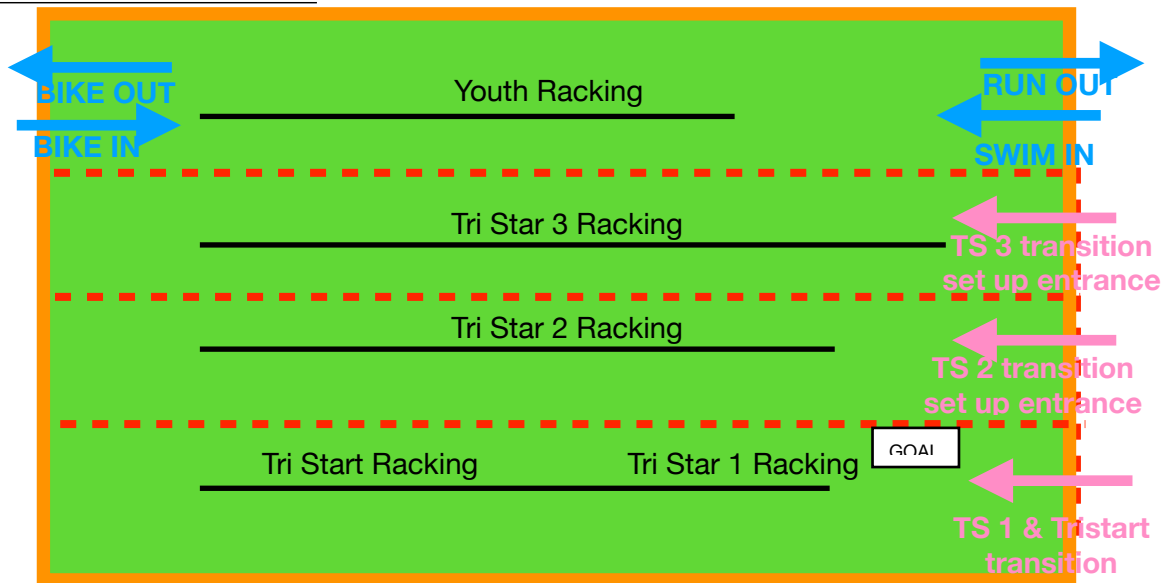 BIKE OUT
RUN OUT
Youth Racking
BIKE IN
SWIM IN
Tri Star 3 Racking
TS 3 transition
set up entrance
Tri Star 2 Racking
TS 2 transition
set up entrance
GOAL
Tri Start Racking
Tri Star 1 Racking
TS 1 & Tristart
transition